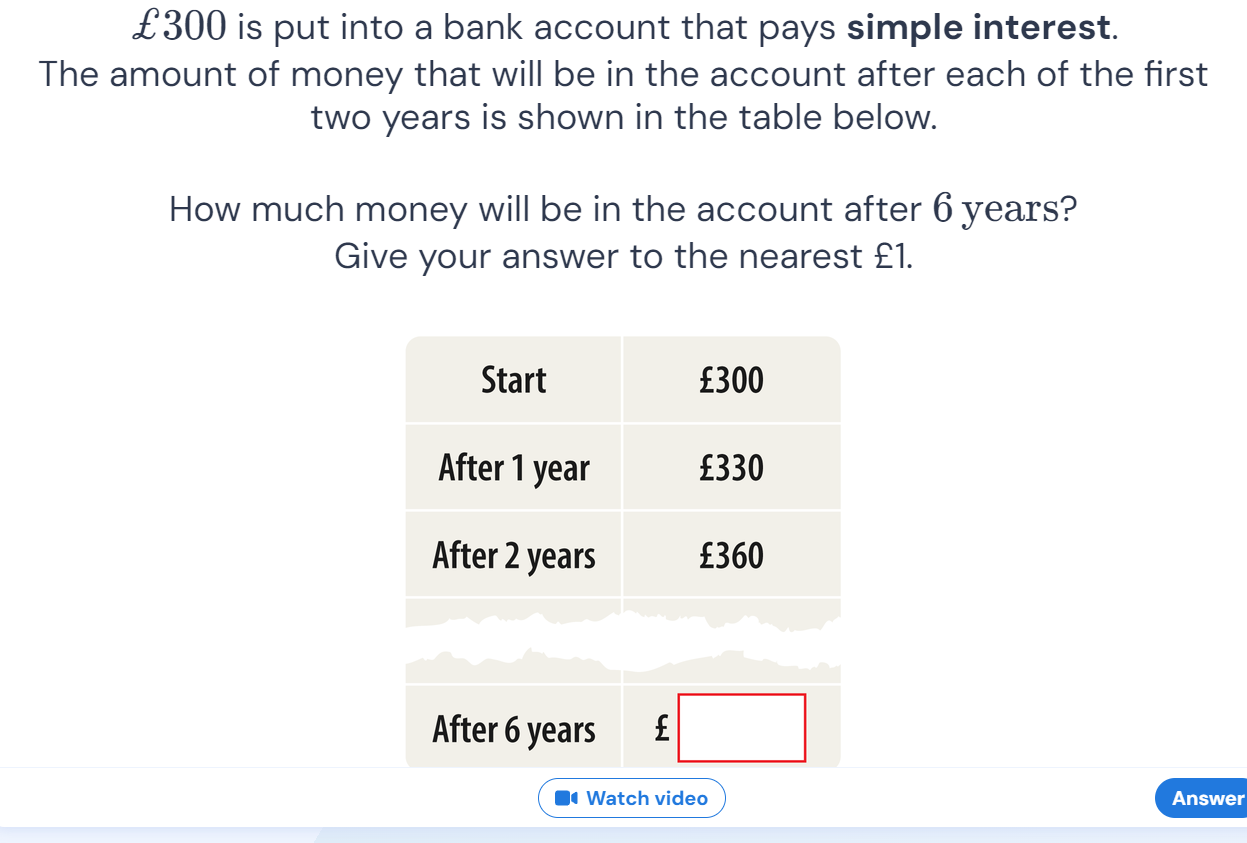 £300 is put into a bank account that pays simple interest.
The amount of money that will be in the account after each of the first
two years is shown in the table below.
How much money will be in the account after 6 years?
Give your answer to the nearest £1.
Start £300
After 1 year £330
After 2 years £360
After 6 years £
Watch video
Answer